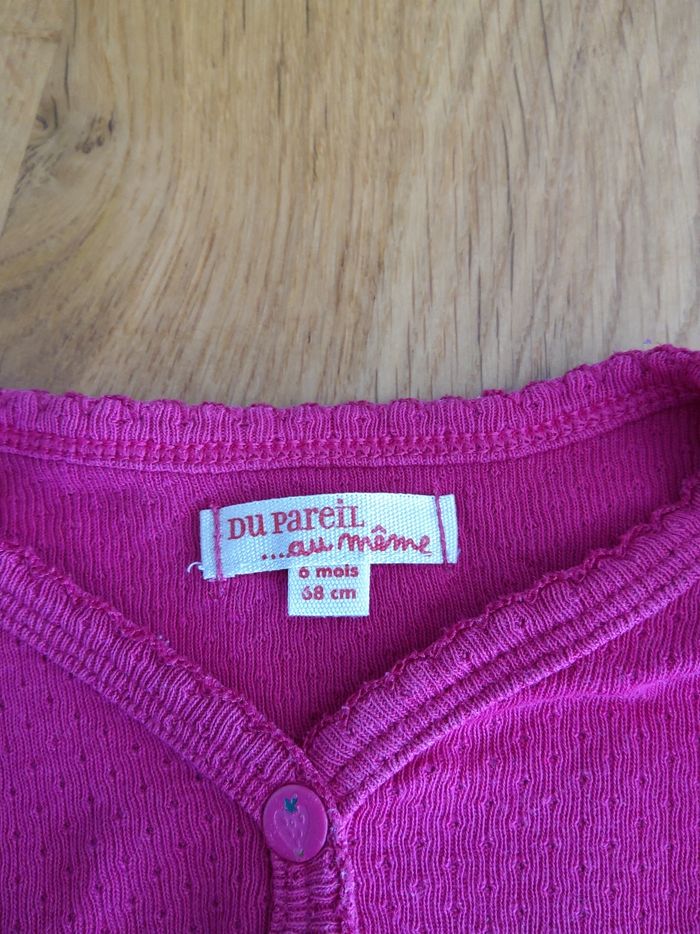 DU PAREIL
...au même
6 mois
68 cm